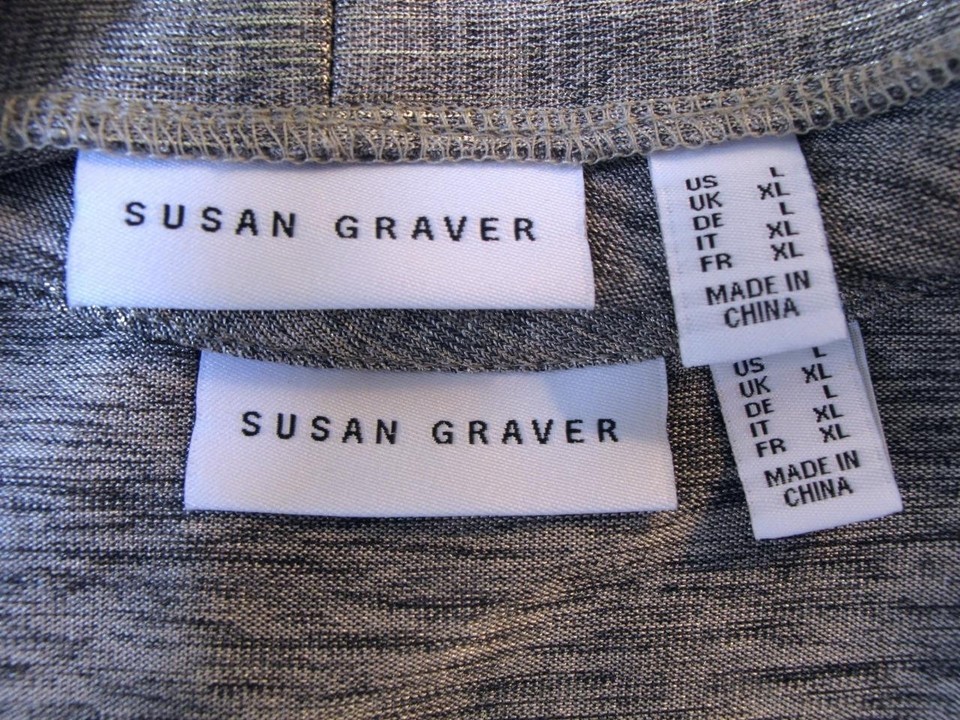 SUSAN GRAVER
US L
UK XL
DE L
IT XL
FR XL
MADE IN
CHINA
SUSAN GRAVER
US L
UK XL
DE L
IT XL
FR XL
MADE IN
CHINA